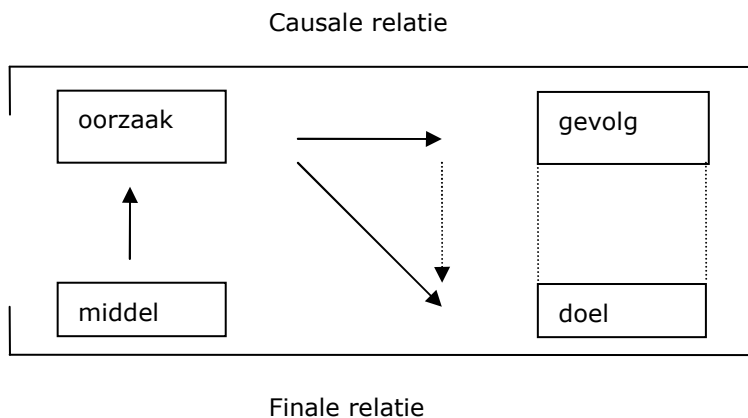 Causale relatie
oorzaak
gevolg
middel
doel
Finale relatie